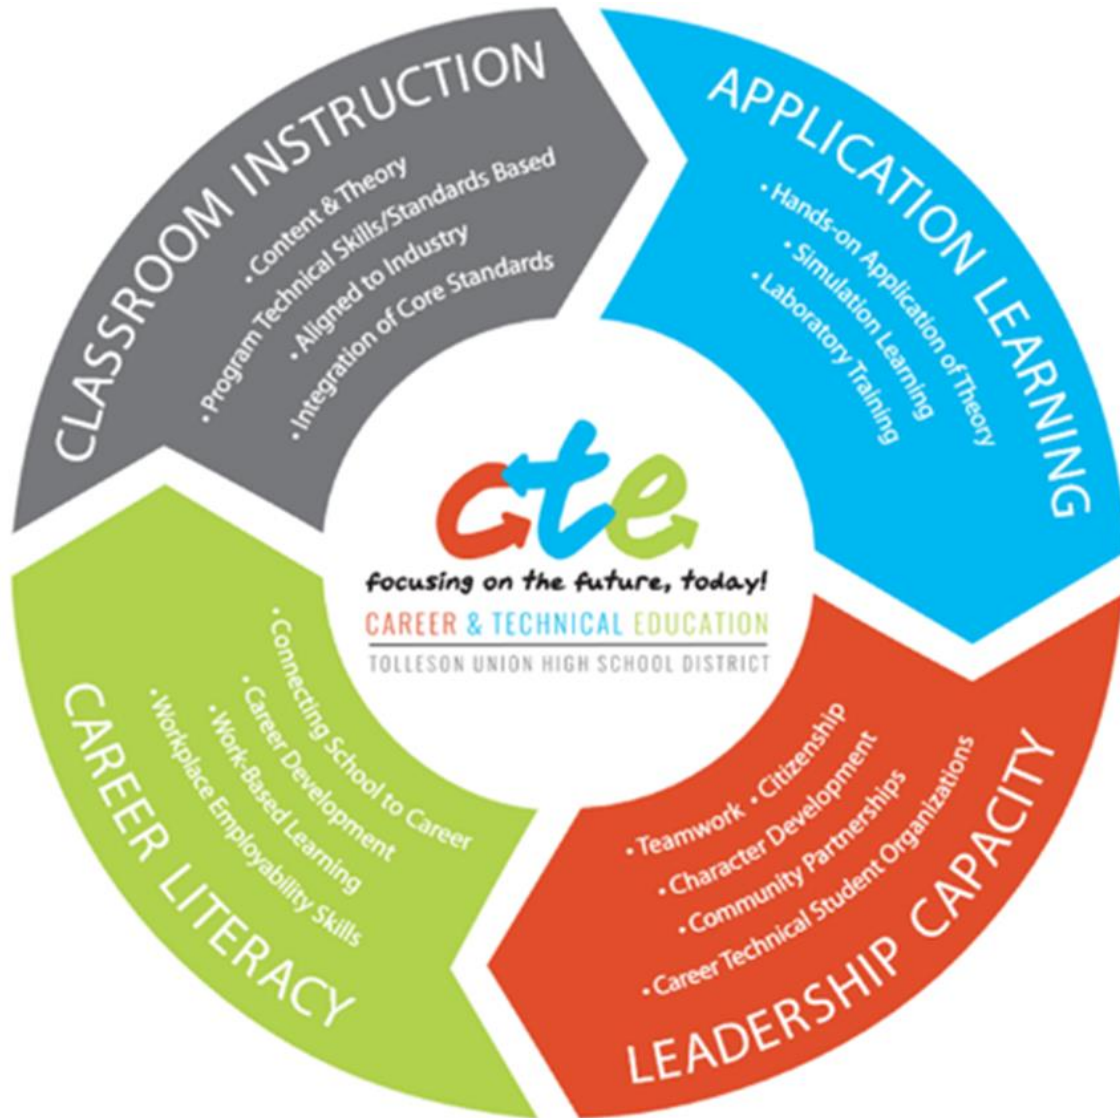 CLASSROOM INSTRUCTION
• Content & Theory
• Program Technical Skills/Standards Based
• Aligned to Industry
• Integration of Core Standards
APPLICATION LEARNING
• Hands-on Application of Theory
• Simulation Learning
• Laboratory Training
cte
focusing on the future, today!
CAREER & TECHNICAL EDUCATION
TOLLESON UNION HIGH SCHOOL DISTRICT
• Teamwork • Citizenship
• Character Development
• Community Partnerships
• Career Technical Student Organizations
LEADERSHIP CAPACITY
• Connecting School to Career
• Career Development
• Work-Based Learning
• Workplace Employability Skills
CAREER LITERACY